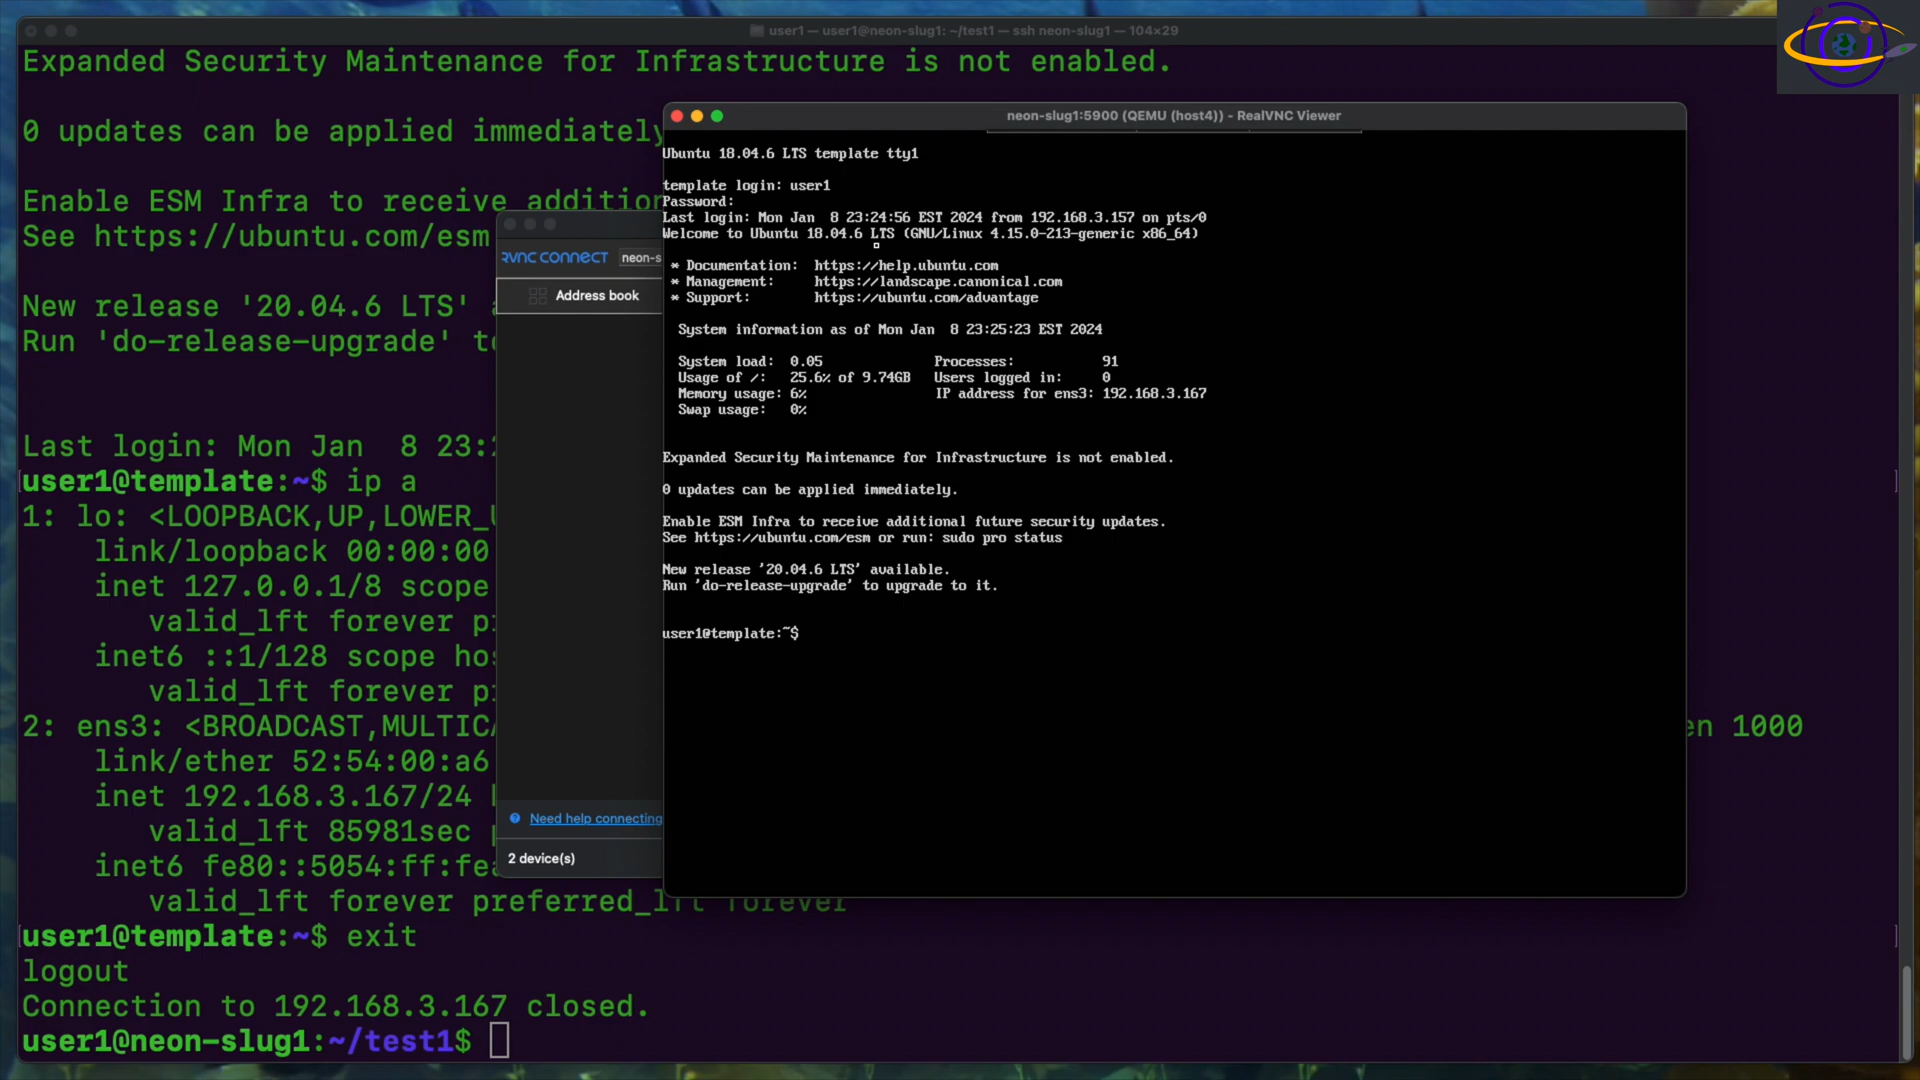 user1 — user1@neon-slug1: ~/test1 — ssh neon-slug1 — 104×29
Expanded Security Maintenance for Infrastructure is not enabled.
0 updates can be applied immediately
Enable ESM Infra to receive addition
See https://ubuntu.com/esm
New release '20.04.6 LTS'
Run 'do-release-upgrade'
Last login: Mon Jan  8 23:
user1@template:~$ ip a
1: lo: <LOOPBACK,UP,LOWER_U
link/loopback 00:00:00
inet 127.0.0.1/8 scope
valid_lft forever
inet6 ::1/128 scope
valid_lft forever
2: ens3: <BROADCAST,MULTICA
en 1000
link/ether 52:54:00:a6
inet 192.168.3.167/24
valid_lft 85981sec
inet6 fe80::5054:ff:fea
valid_lft forever preferred_lft forever
user1@template:~$ exit
logout
Connection to 192.168.3.167 closed.
user1@neon-slug1:~/test1$
RVNC CONNECT
neon-s
Address book
Need help connecting
2 device(s)
neon-slug1:5900 (QEMU (host4)) - RealVNC Viewer
Ubuntu 18.04.6 LTS template tty1
template login: user1
Password:
Last login: Mon Jan  8 23:24:56 EST 2024 from 192.168.3.157 on pts/0
Welcome to Ubuntu 18.04.6 LTS (GNU/Linux 4.15.0-213-generic x86_64)
* Documentation:  https://help.ubuntu.com
* Management:     https://landscape.canonical.com
* Support:        https://ubuntu.com/advantage
System information as of Mon Jan  8 23:25:23 EST 2024
System load:  0.05              Processes:           91
Usage of /:   25.6% of 9.74GB   Users logged in:     0
Memory usage: 6%                IP address for ens3: 192.168.3.167
Swap usage:   0%
Expanded Security Maintenance for Infrastructure is not enabled.
0 updates can be applied immediately.
Enable ESM Infra to receive additional future security updates.
See https://ubuntu.com/esm or run: sudo pro status
New release '20.04.6 LTS' available.
Run 'do-release-upgrade' to upgrade to it.
user1@template:~$